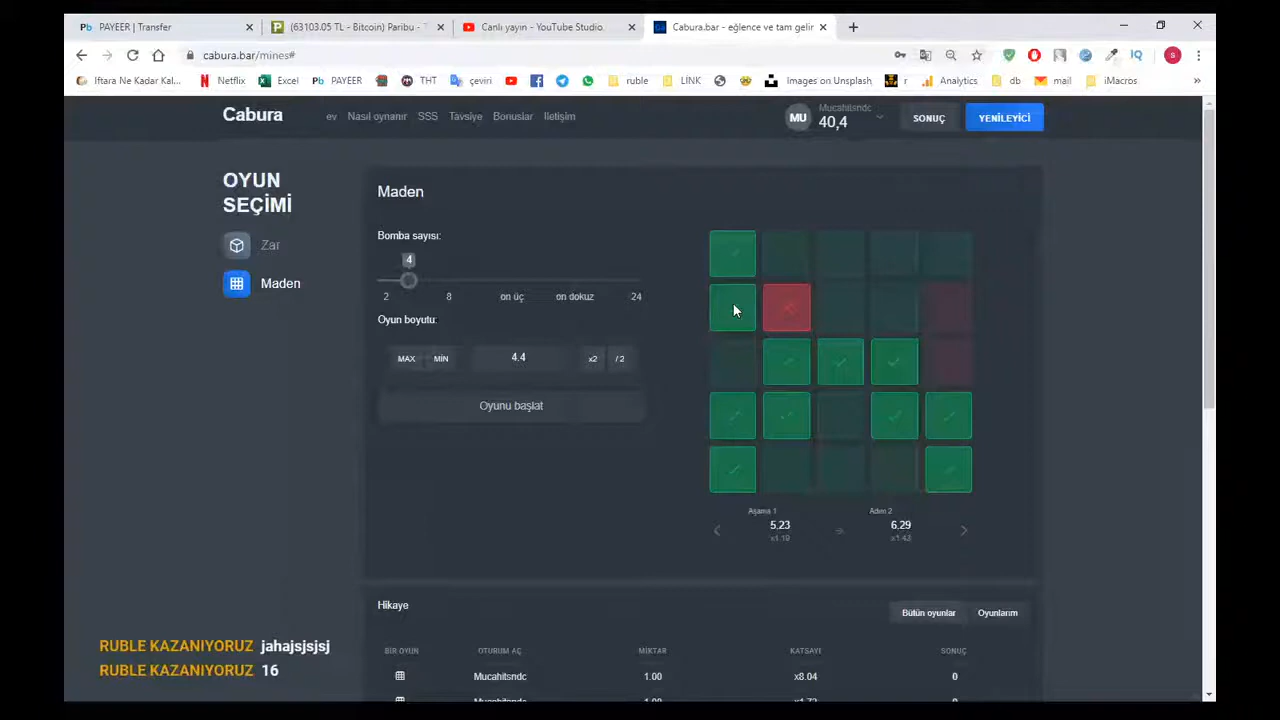 PAYEER | Transfer
(63103.05 TL - Bitcoin) Paribu -
Canlı yayın - YouTube Studio
Cabura.bar - eğlence ve tam gelir
cabura.bar/mines#
Iftara Ne Kadar Kal...
Netflix
Excel
PAYEER
THT
çeviri
ruble
LINK
Images on Unsplash
r
Analytics
db
mail
iMacros
Cabura
ev
Nasıl oynanır
SSS
Tavsiye
Bonuslar
Iletişim
MU
Mucahitsndc
40,4
SONUÇ
YENİLEYİCİ
OYUN
SEÇİMİ
Zar
Maden
Maden
Bomba sayısı:
4
2
8
on üç
on dokuz
24
Oyun boyutu:
MAX
MİN
4.4
x2
/ 2
Oyunu başlat
Aşama 1
5,23
x1.19
Adım 2
6,29
x1.43
Hikaye
Bütün oyunlar
Oyunlarım
BİR OYUN
OTURUM AÇ
MİKTAR
KATSAYI
SONUÇ
Mucahitsndc
1.00
x8.04
0
RUBLE KAZANIYORUZ jahajsjsjsj
RUBLE KAZANIYORUZ 16